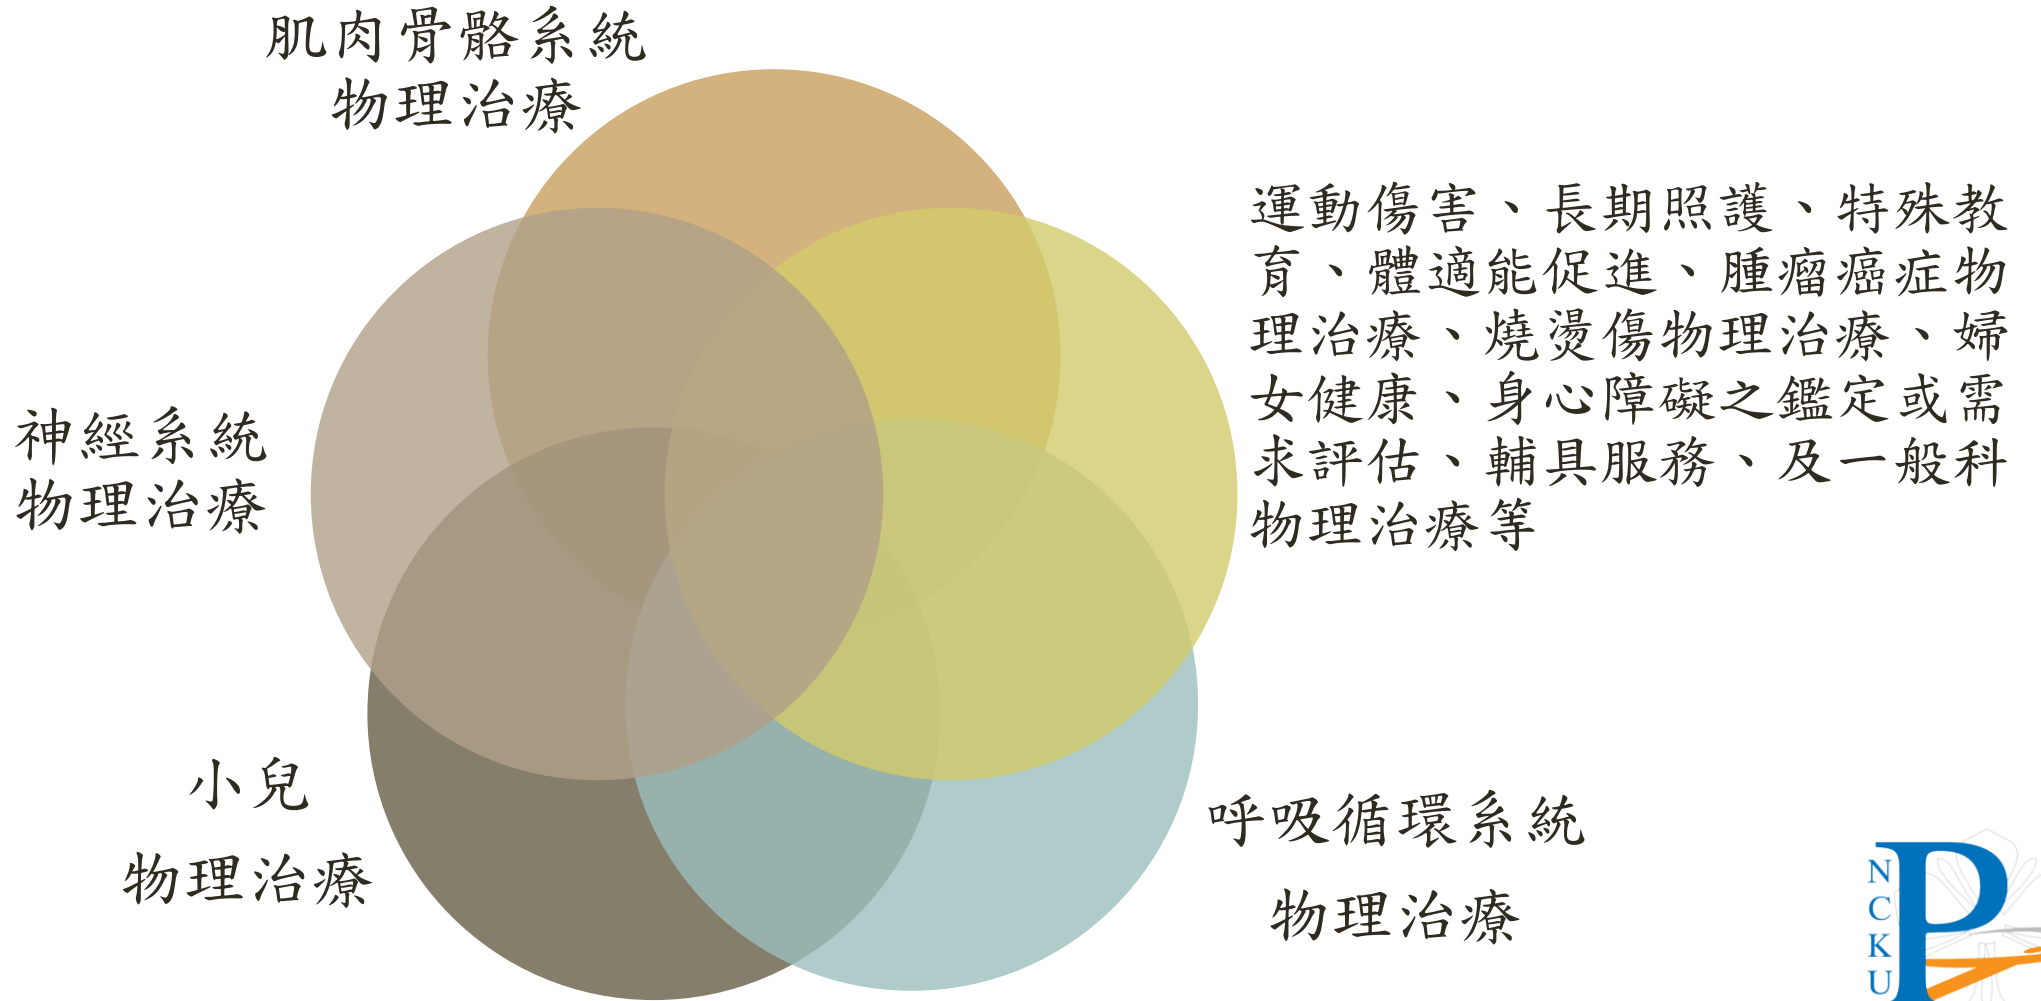 肌肉骨骼系統
物理治療
運動傷害、長期照護、特殊教
育、體適能促進、腫瘤癌症物
理治療、燒燙傷物理治療、婦
女健康、身心障礙之鑑定或需
求評估、輔具服務、及一般科
物理治療等
神經系統
物理治療
小兒
物理治療
呼吸循環系統
物理治療
NCKU
P